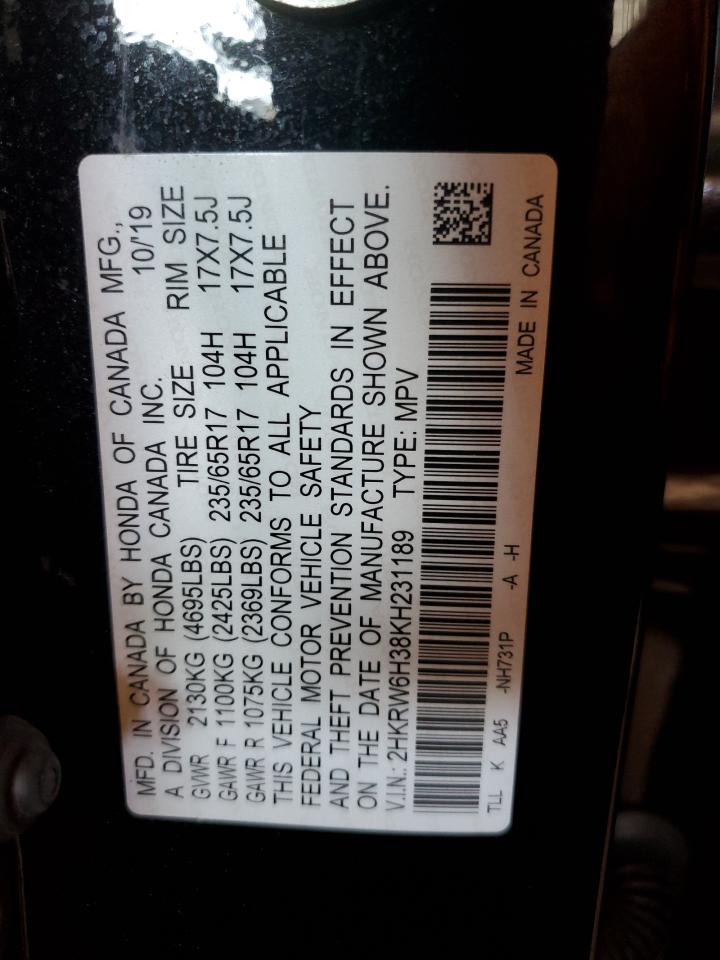 MFD. IN CANADA BY HONDA OF CANADA MFG.,
A DIVISION OF HONDA CANADA INC. 10/'19
GVWR 2130KG (4695LBS) TIRE SIZE RIM SIZE
GAWR F 1100KG (2425LBS) 235/65R17 104H 17X7.5J
GAWR R 1075KG (2369LBS) 235/65R17 104H 17X7.5J
THIS VEHICLE CONFORMS TO ALL APPLICABLE
FEDERAL MOTOR VEHICLE SAFETY
AND THEFT PREVENTION STANDARDS IN EFFECT
ON THE DATE OF MANUFACTURE SHOWN ABOVE.
V.I.N.: 2HKRW6H38KH231189 TYPE: MPV
TLL K AA5 -NH731P -A -H
MADE IN CANADA